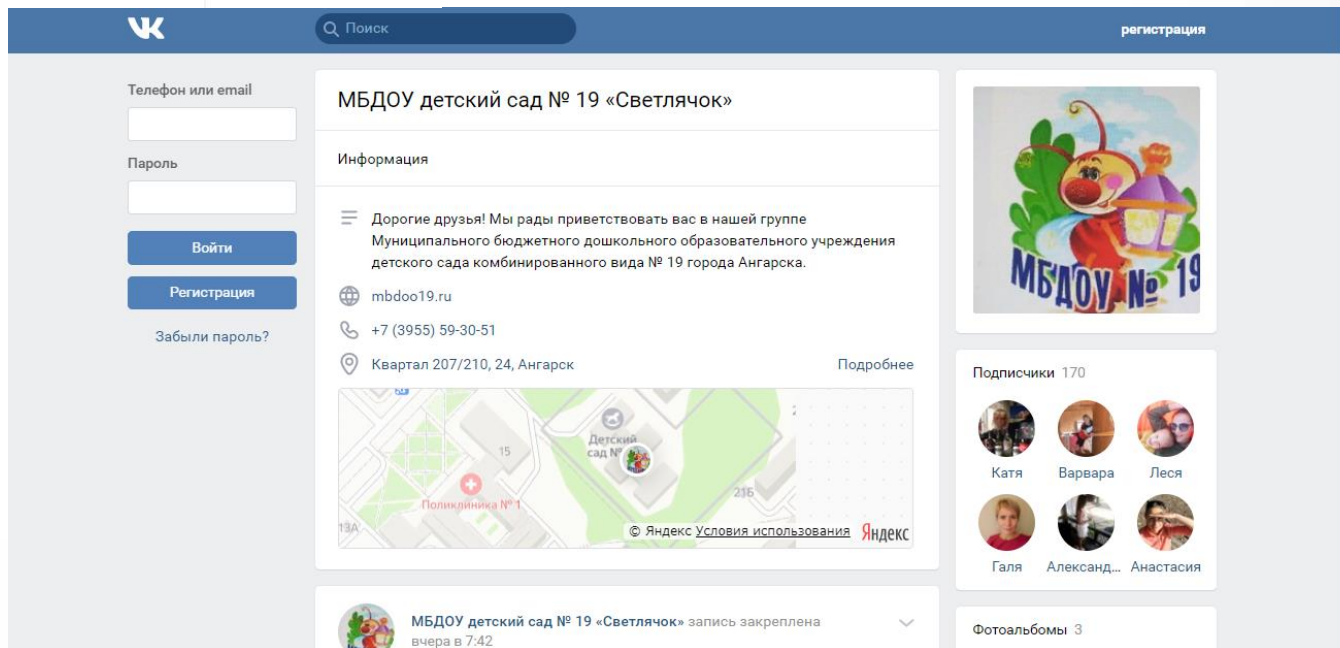 Поиск
регистрация
Телефон или email
Пароль
Войти
Регистрация
Забыли пароль?
МБДОУ детский сад № 19 «Светлячок»
Информация
Дорогие друзья! Мы рады приветствовать вас в нашей группе
Муниципального бюджетного дошкольного образовательного учреждения
детского сада комбинированного вида № 19 города Ангарска.
mbdoo19.ru
+7 (3955) 59-30-51
Квартал 207/210, 24, Ангарск
Подробнее
Детский
сад №
15
Поликлиника № 1
21Б
13А
© Яндекс Условия использования Яндекс
МБДОУ детский сад № 19 «Светлячок» запись закреплена
вчера в 7:42
МБДОУ № 19
Подписчики 170
Катя Варвара Леся
Галя Александ... Анастасия
Фотоальбомы 3